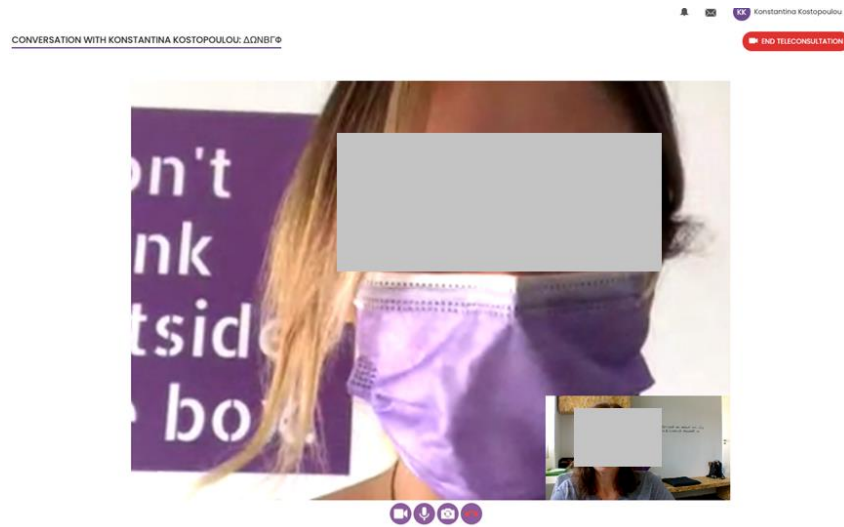 KK Konstantina Kostopoulou
CONVERSATION WITH KONSTANTINA KOSTOPOULOU: ΔΩΝΒΓΦ
END TELECONSULTATION
on't
nk
tside
bo